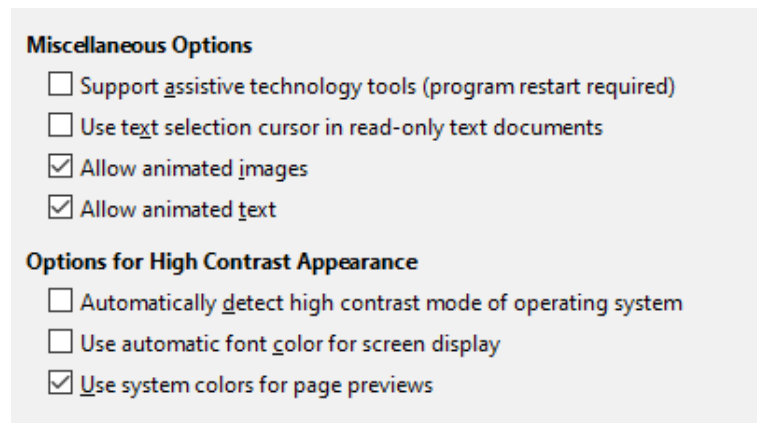 Miscellaneous Options
Support assistive technology tools (program restart required)
Use text selection cursor in read-only text documents
Allow animated images
Allow animated text
Options for High Contrast Appearance
Automatically detect high contrast mode of operating system
Use automatic font color for screen display
Use system colors for page previews